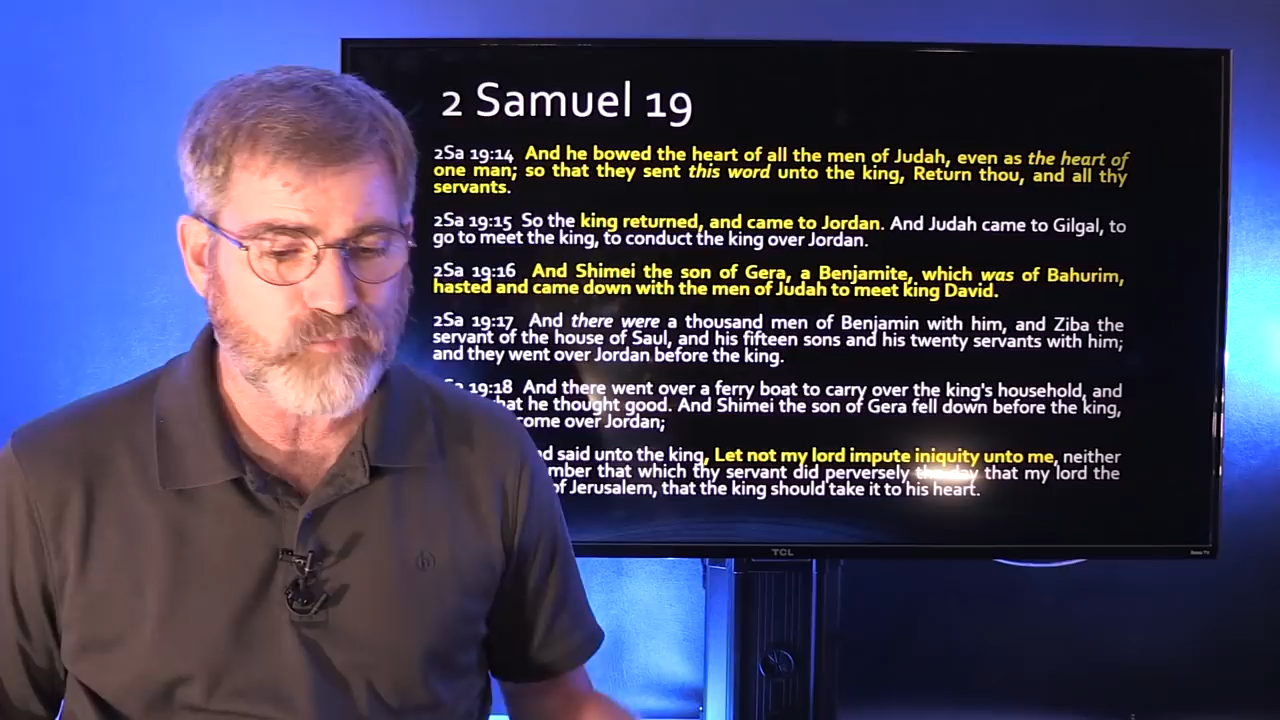 2 Samuel 19
2Sa 19:14 And he bowed the heart of all the men of Judah, even as the heart of
one man; so that they sent this word unto the king, Return thou, and all thy
servants.
2Sa 19:15 So the king returned, and came to Jordan. And Judah came to Gilgal, to
go to meet the king, to conduct the king over Jordan.
2Sa 19:16 And Shimei the son of Gera, a Benjamite, which was of Bahurim,
hasted and came down with the men of Judah to meet king David.
2Sa 19:17 And there were a thousand men of Benjamin with him, and Ziba the
servant of the house of Saul, and his fifteen sons and his twenty servants with him;
and they went over Jordan before the king.
19:18 And there went over a ferry boat to carry over the king's household, and
he thought good. And Shimei the son of Gera fell down before the king,
come over Jordan;
said unto the king, Let not my lord impute iniquity unto me, neither
that which thy servant did perversely the day that my lord the
of Jerusalem, that the king should take it to his heart.
TCL
Roku TV